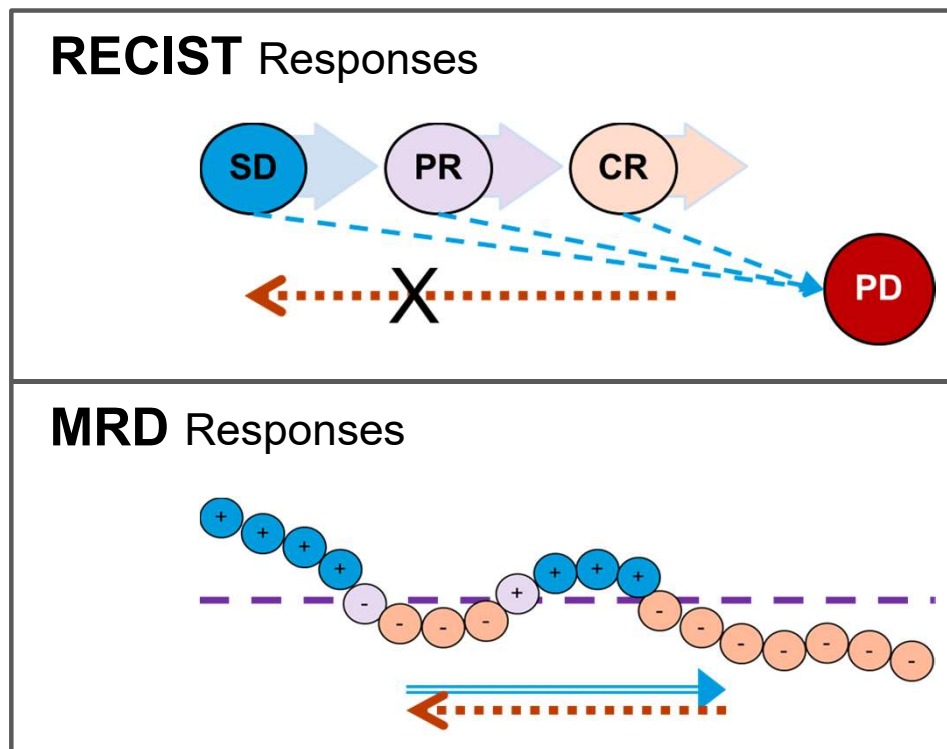 RECIST Responses
SD PR CR
PD
X
MRD Responses
+ + + + - - - - + + + + - - - - - - -